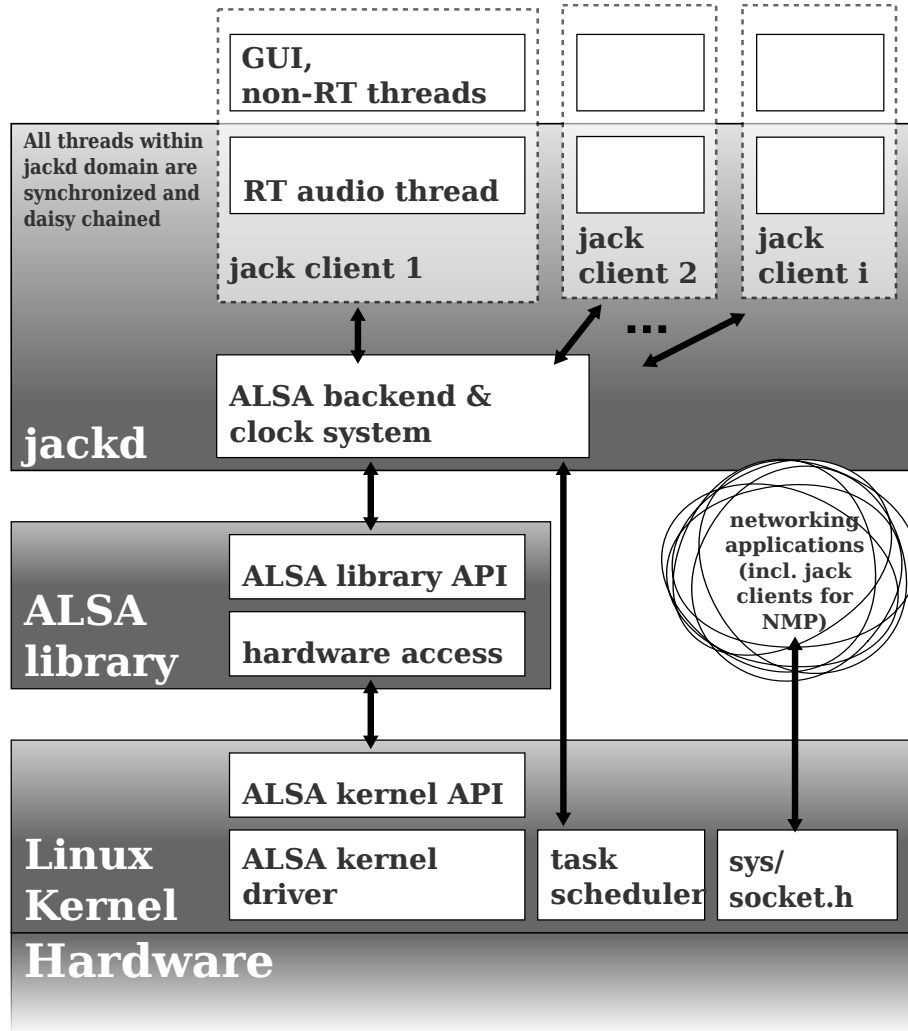 GUI,
non-RT threads
All threads within
jackd domain are
synchronized and
daisy chained
RT audio thread
jack client 1
jack
client 2
jack
client i
...
ALSA backend &
clock system
jackd
networking
applications
(incl. jack
clients for
NMP)
ALSA library API
ALSA
library
hardware access
ALSA kernel API
Linux
Kernel
ALSA kernel
driver
task
scheduler
sys/
socket.h
Hardware